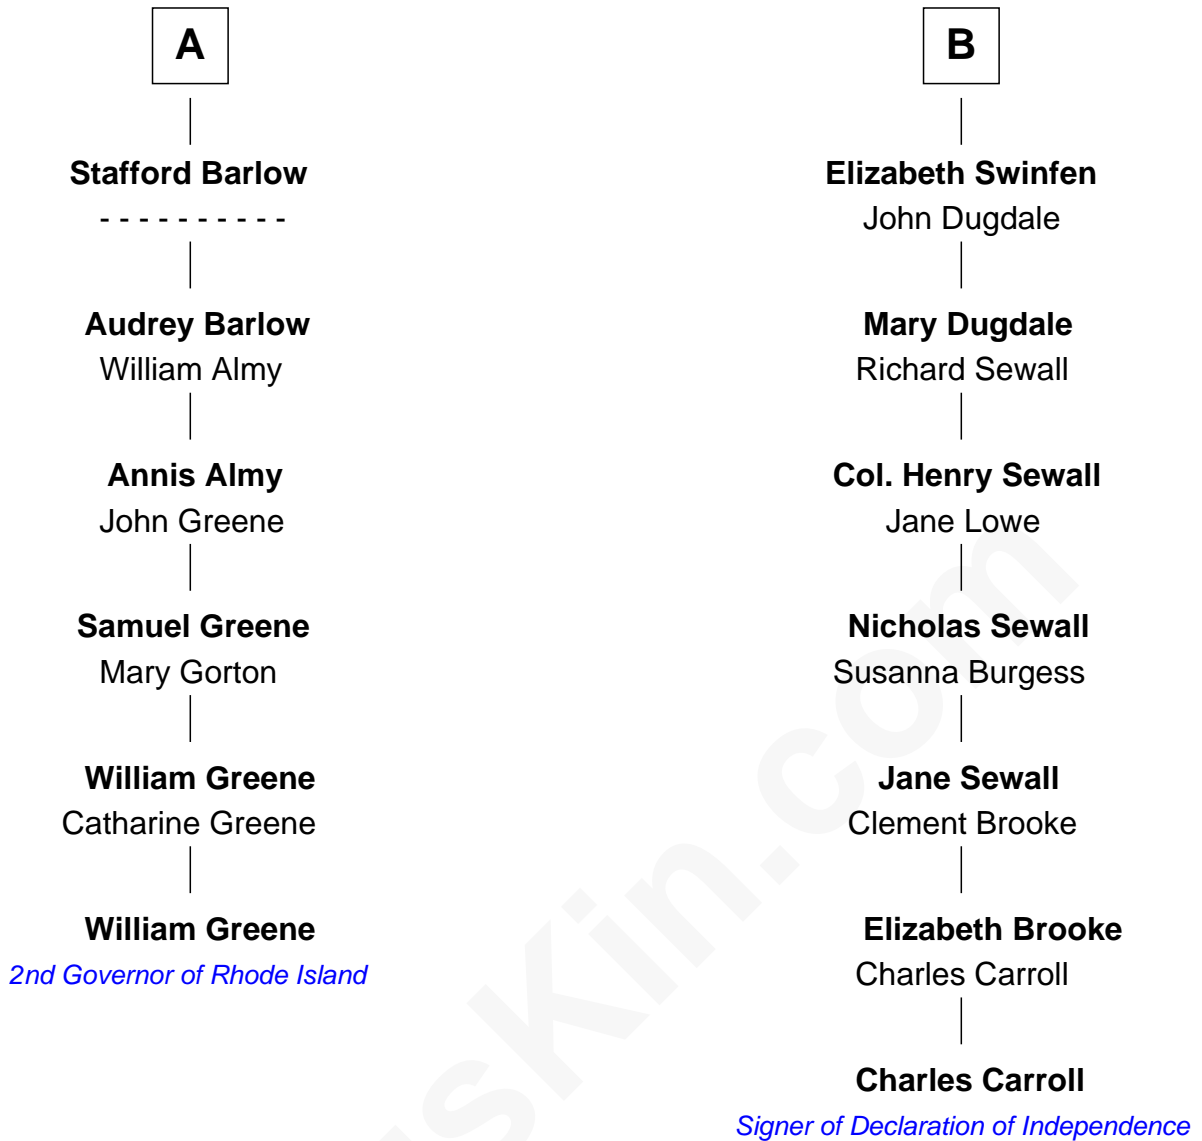 A
Stafford Barlow
- - - - - - - - - -
Audrey Barlow
William Almy
Annis Almy
John Greene
Samuel Greene
Mary Gorton
William Greene
Catharine Greene
William Greene
2nd Governor of Rhode Island
B
Elizabeth Swinfen
John Dugdale
Mary Dugdale
Richard Sewall
Col. Henry Sewall
Jane Lowe
Nicholas Sewall
Susanna Burgess
Jane Sewall
Clement Brooke
Elizabeth Brooke
Charles Carroll
Charles Carroll
Signer of Declaration of Independence
usKin.com